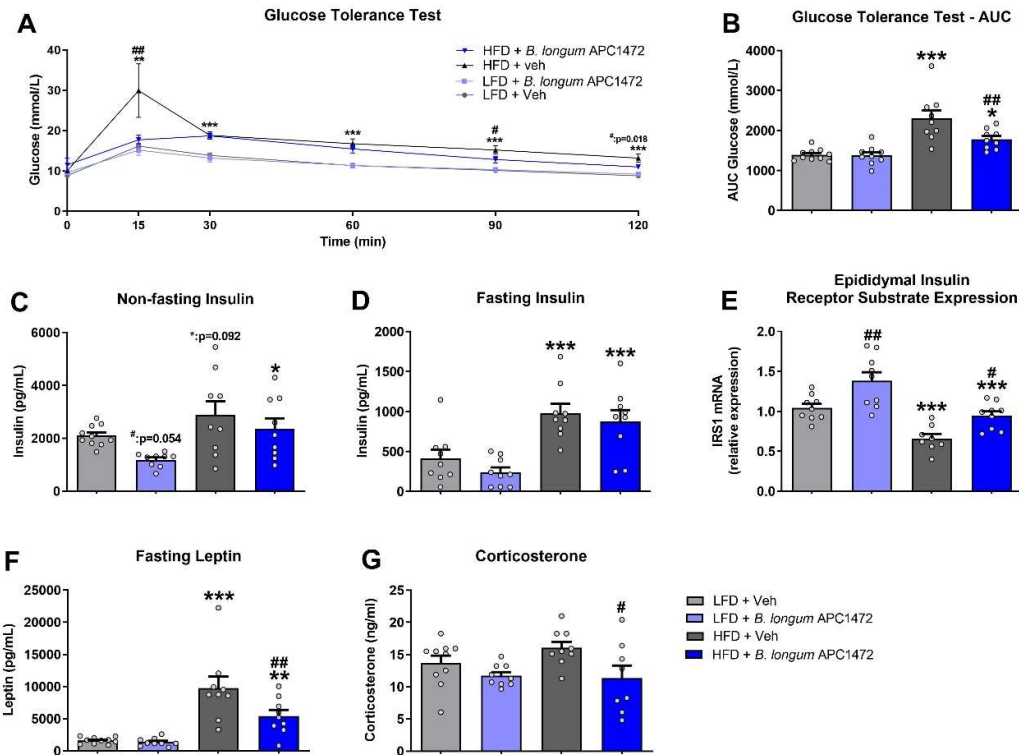 A
Glucose Tolerance Test
Glucose (mmol/L)
40
30
20
10
0
##
**
***
***
#
***
#:p=0.018
***
HFD + B. longum APC1472
HFD + veh
LFD + B. longum APC1472
LFD + Veh
0 15 30 60 90 120
Time (min)
B
Glucose Tolerance Test - AUC
AUC Glucose (mmol/L)
4000
3000
2000
1000
0
***
##
*
C
Non-fasting Insulin
Insulin (pg/mL)
6000
4000
2000
0
#:p=0.054
*:p=0.092
*
D
Fasting Insulin
Insulin (pg/mL)
2000
1500
1000
500
0
***
***
E
Epididymal Insulin
Receptor Substrate Expression
IRS1 mRNA
(relative expression)
2.0
1.5
1.0
0.5
0.0
##
***
#
***
F
Fasting Leptin
Leptin (pg/mL)
25000
20000
15000
10000
5000
0
***
##
**
G
Corticosterone
Corticosterone (ng/ml)
25
20
15
10
5
0
#
LFD + Veh
LFD + B. longum APC1472
HFD + Veh
HFD + B. longum APC1472